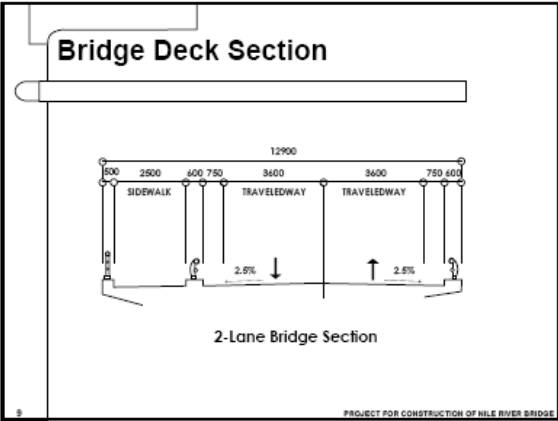 Bridge Deck Section
12900
500 2500 600 750 3600 3600 750 600
SIDEWALK TRAVELEDWAY TRAVELEDWAY
2.5% 2.5%
2-Lane Bridge Section
9 PROJECT FOR CONSTRUCTION OF NILE RIVER BRIDGE